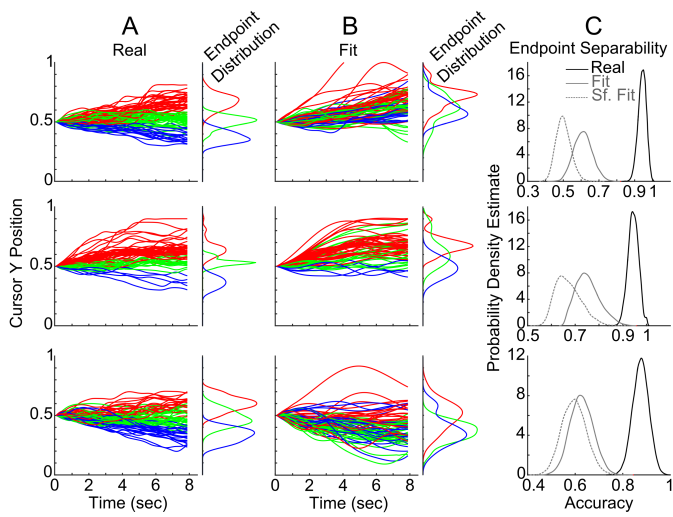 A
B
C
Real
Endpoint
Distribution
Fit
Endpoint
Distribution
Endpoint Separability
Real
Fit
Sf. Fit
1
0.5
0
16
12
8
4
0
0.3 0.5 0.7 0.9 1
1
0.5
0
16
12
8
4
0
0.5 0.7 0.9 1
1
0.5
0
12
8
4
0
0 2 4 6 8
0 2 4 6 8
0.4 0.6 0.8 1
Cursor Y Position
Probability Density Estimate
Time (sec)
Time (sec)
Accuracy